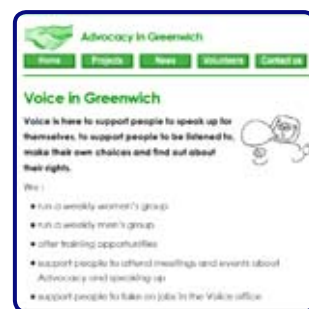 Advocacy in Greenwich
Home Projects News Volunteers Contact us
Voice in Greenwich
Voice is here to support people to speak up for
themselves, to support people to be listened to,
make their own choices and find out about
their rights.
We :
• run a weekly women's group
• run a weekly men's group
• offer training opportunities
• support people to attend meetings and events about
Advocacy and speaking up
• support people to take on jobs in the Voice office